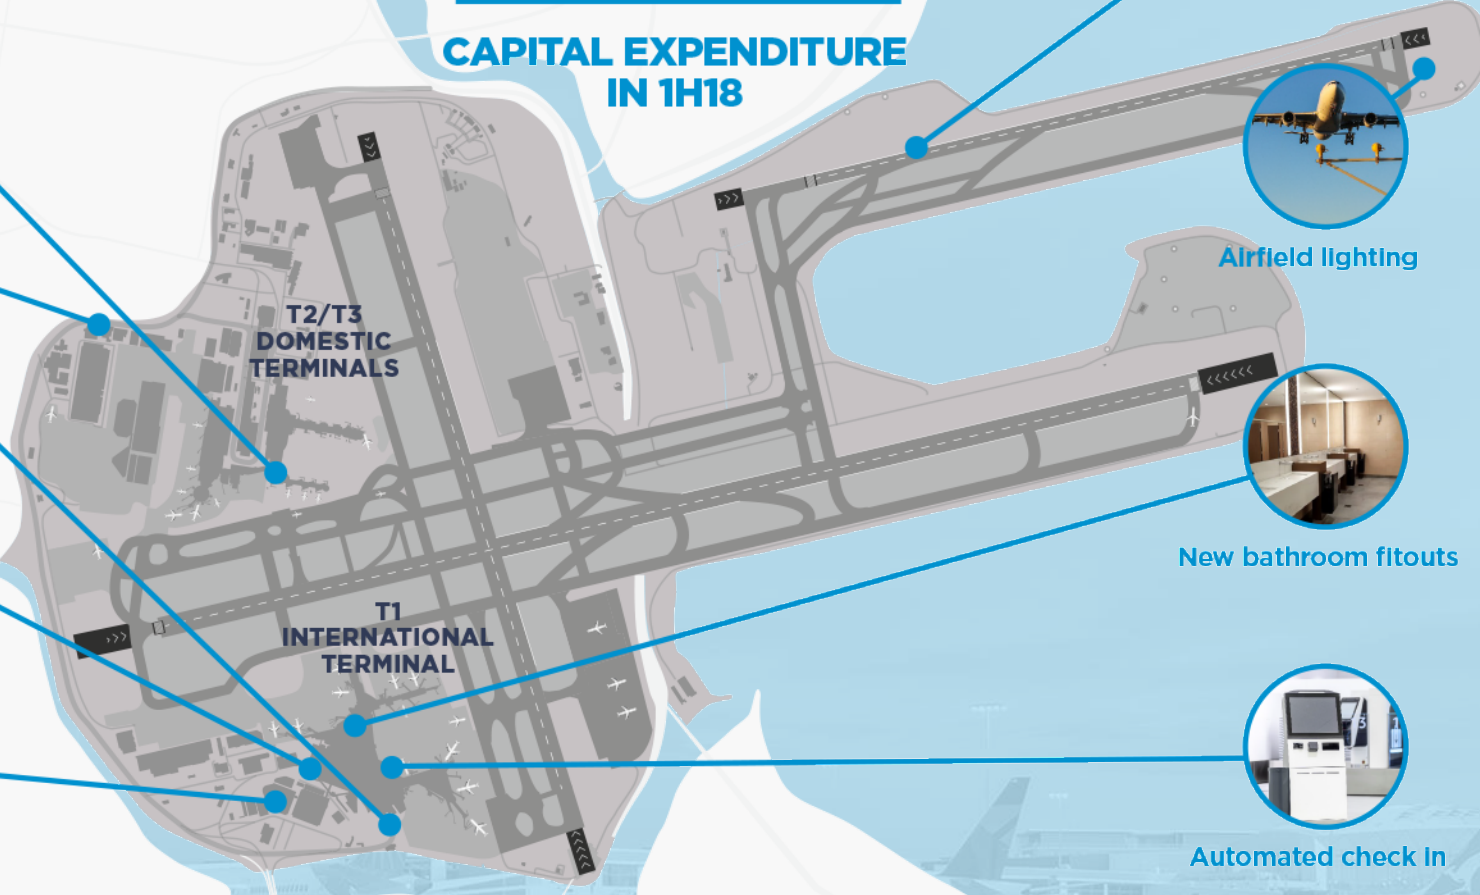 CAPITAL EXPENDITURE
IN 1H18
T2/T3
DOMESTIC
TERMINALS
T1
INTERNATIONAL
TERMINAL
Airfield lighting
New bathroom fitouts
Automated check in